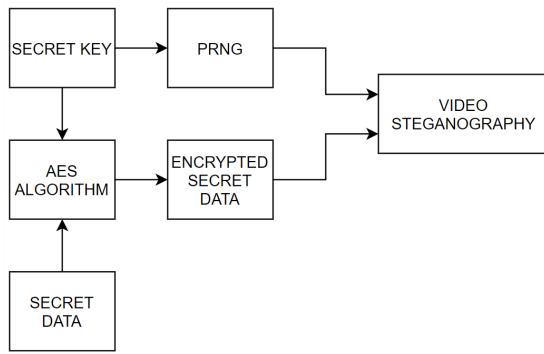 SECRET KEY
PRNG
VIDEO
STEGANOGRAPHY
AES
ALGORITHM
ENCRYPTED
SECRET
DATA
SECRET
DATA